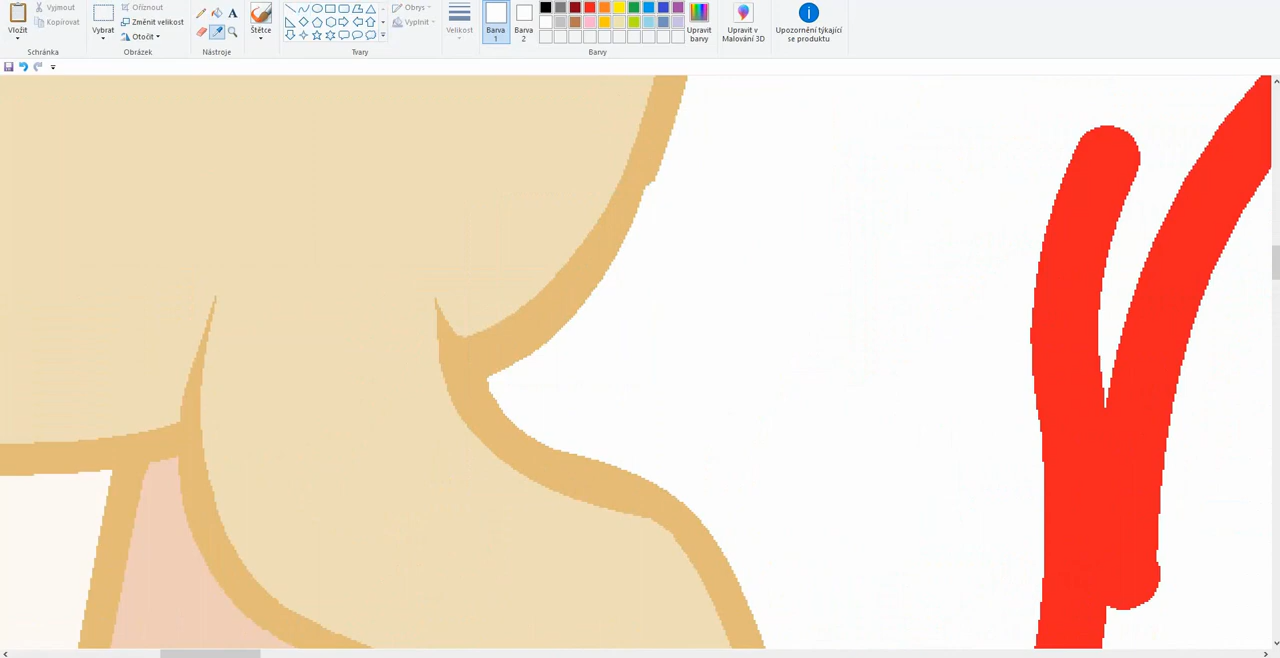 Vložit
Vyjmout
Kopírovat
Schránka
Vybrat
Oříznout
Změnit velikost
Otočit
Obrázek
A
Nástroje
Štětce
Obrys
Vyplnit
Tvary
Velikost
Barva
1
Barva
2
Upravit
barvy
Barvy
Upravit v
Malování 3D
Upozornění týkající
se produktu